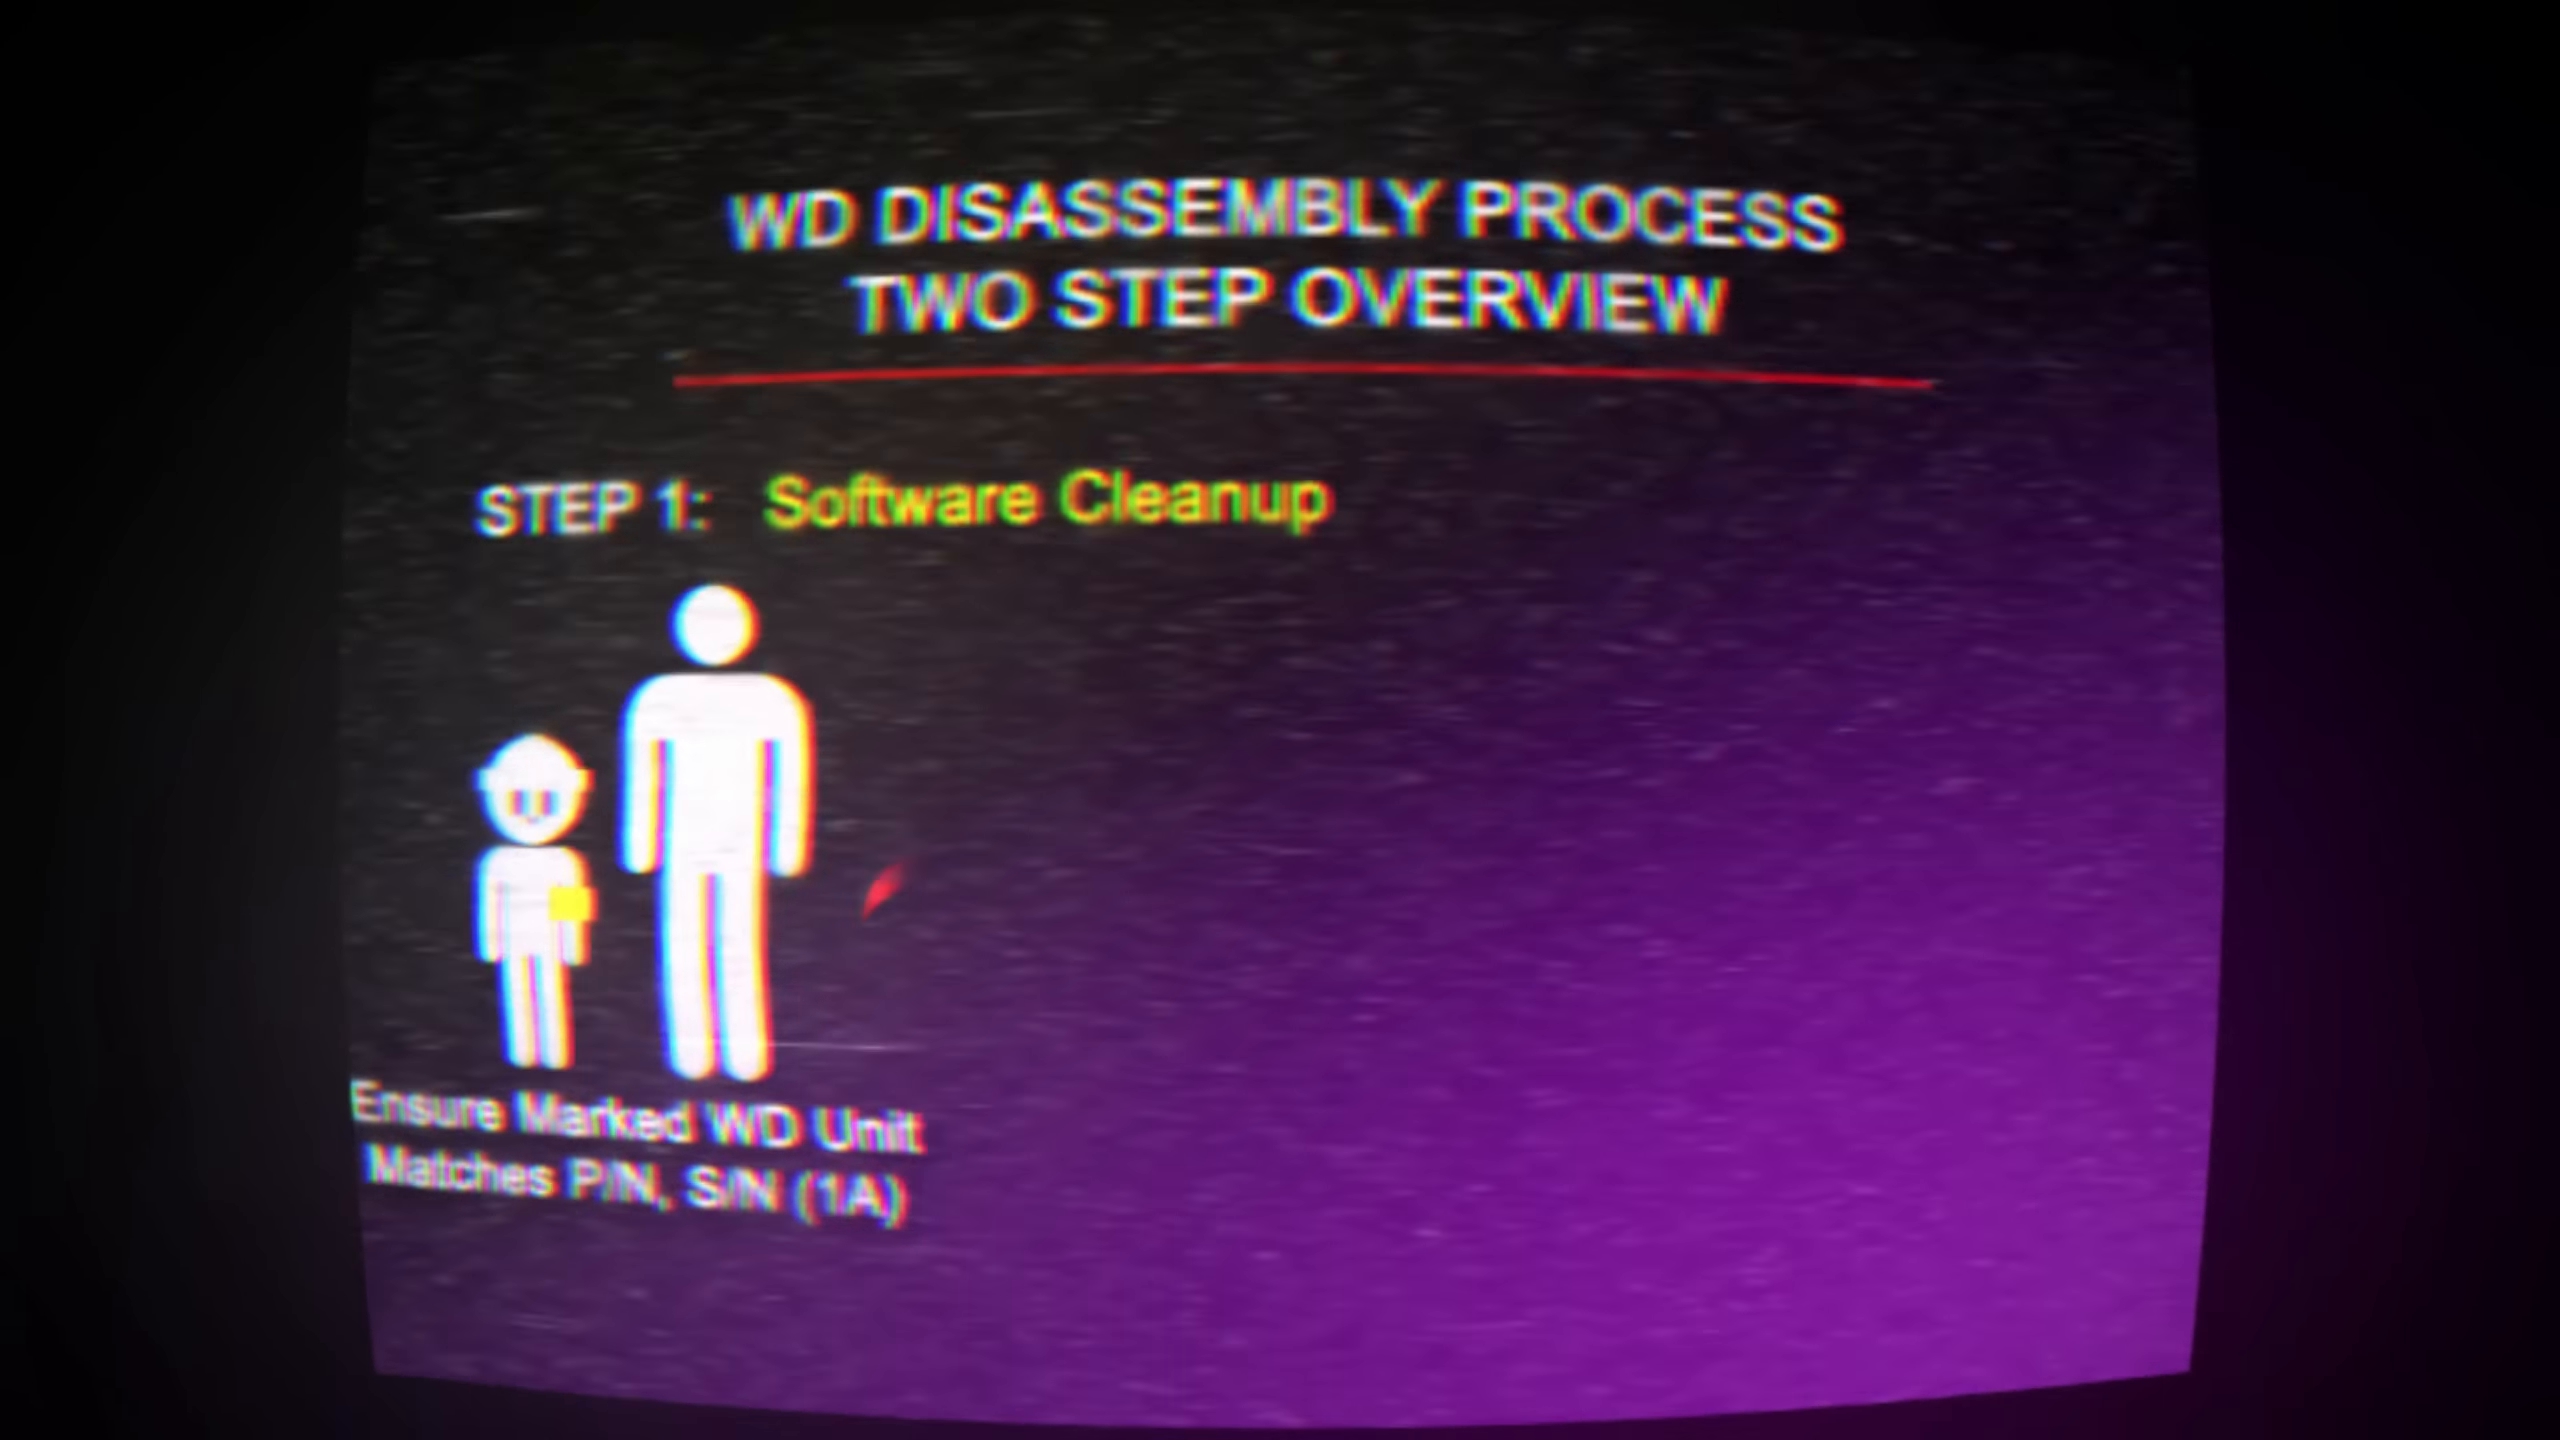 WD DISASSEMBLY PROCESS
TWO STEP OVERVIEW
STEP 1: Software Cleanup
Ensure Marked WD Unit
Matches P/N, S/N (1A)